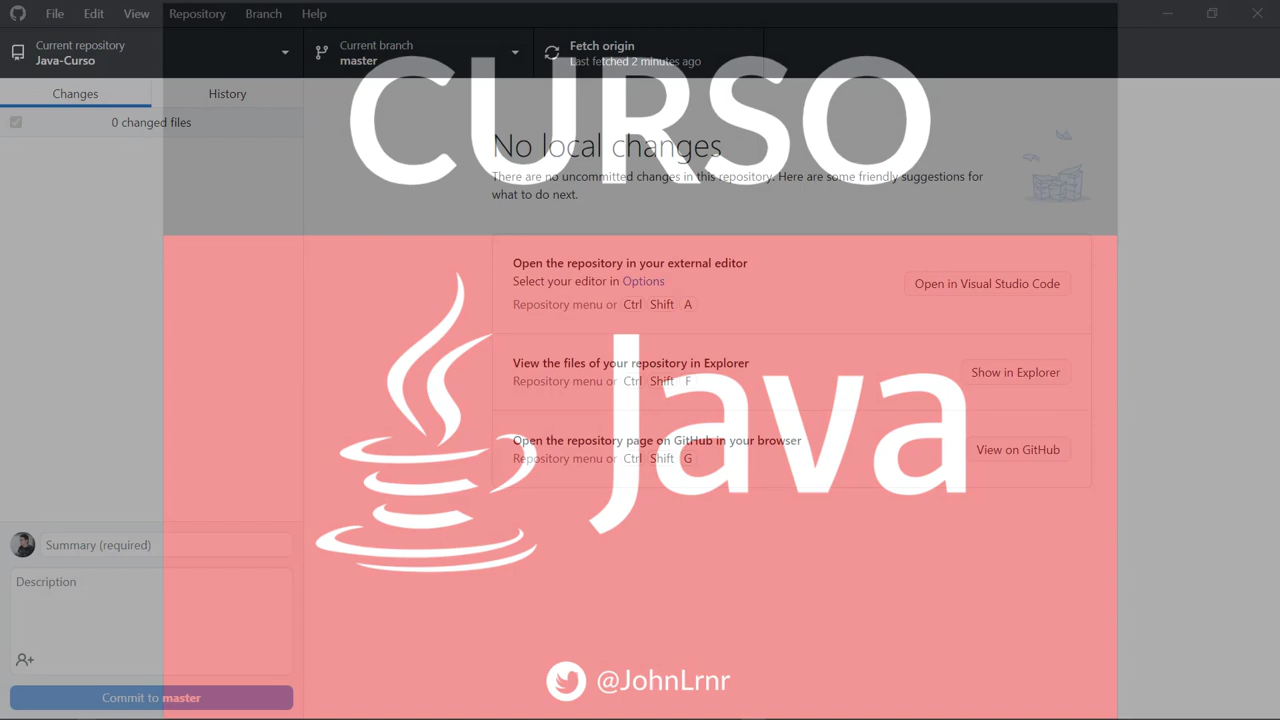 File Edit View Repository Branch Help
Current repository
Java-Curso
Current branch
master
Fetch origin
Last fetched 2 minutes ago
CURSO
Changes History
0 changed files
No local changes
There are no uncommitted changes in this repository. Here are some friendly suggestions for
what to do next.
Open the repository in your external editor
Select your editor in Options
Repository menu or Ctrl Shift A
Open in Visual Studio Code
View the files of your repository in Explorer
Repository menu or Ctrl Shift F
Show in Explorer
Java
Open the repository page on GitHub in your browser
Repository menu or Ctrl Shift G
View on GitHub
Summary (required)
Description
Commit to master
@JohnLrnr